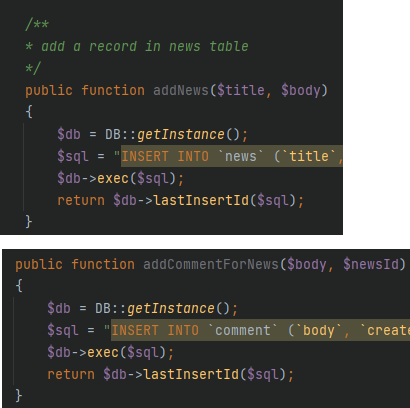 /**
* add a record in news table
*/
public function addNews($title, $body)
{
$db = DB::getInstance();
$sql = "INSERT INTO `news` (`title`,
$db->exec($sql);
return $db->lastInsertId($sql);
}
public function addCommentForNews($body, $newsId)
{
$db = DB::getInstance();
$sql = "INSERT INTO `comment` (`body`, `create
$db->exec($sql);
return $db->lastInsertId($sql);
}